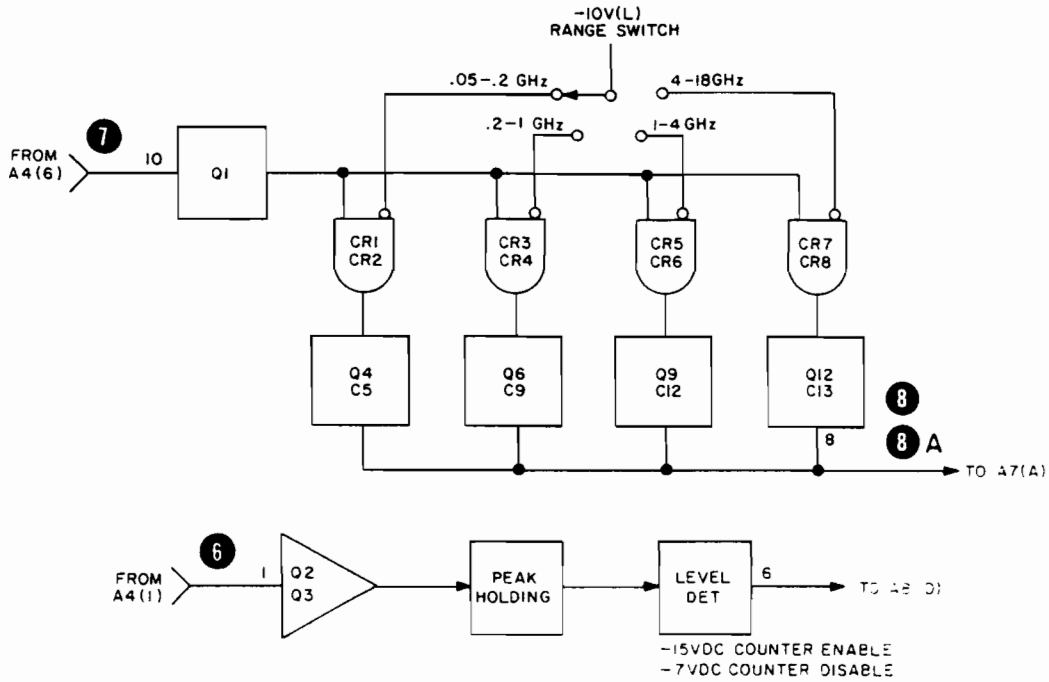 -10V(L)
RANGE SWITCH
.05-.2 GHz
4-18GHz
.2-1 GHz
1-4GHz
7
FROM
A4(6)
10
Q1
CR1
CR2
CR3
CR4
CR5
CR6
CR7
CR8
Q4
C5
Q6
C9
Q9
C12
Q12
C13
8
8
8 A
TO A7(A)
6
FROM
A4(1)
1
Q2
Q3
PEAK
HOLDING
LEVEL
DET
6
TO
-15VDC COUNTER ENABLE
-7VDC COUNTER DISABLE